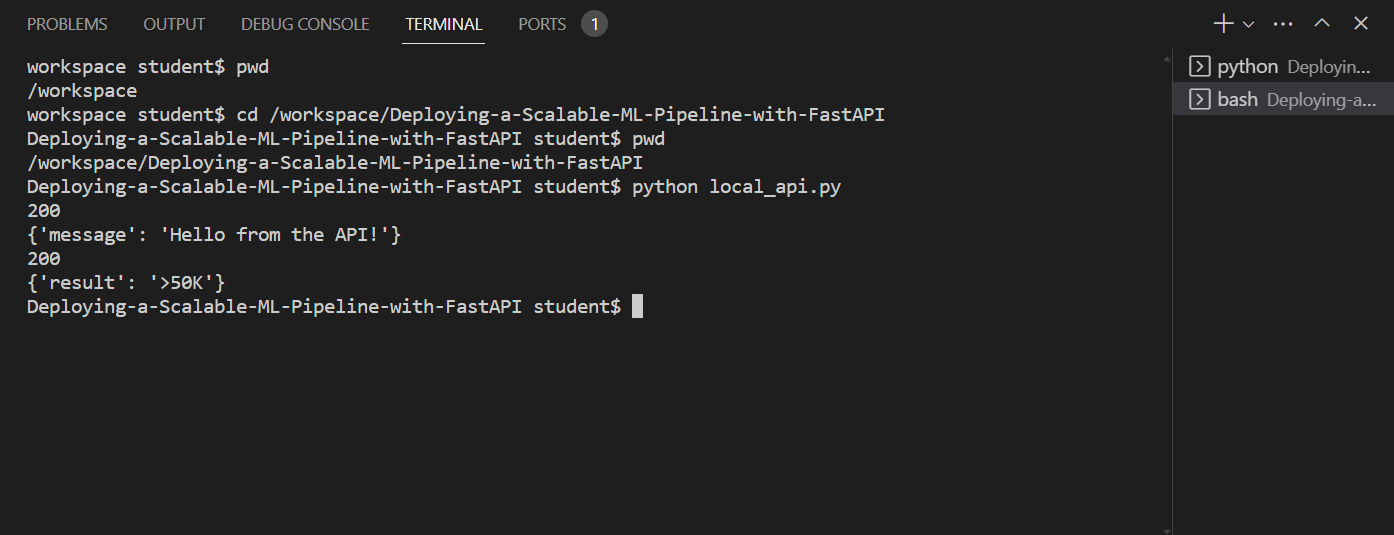 PROBLEMS OUTPUT DEBUG CONSOLE TERMINAL PORTS 1
workspace student$ pwd
/workspace
workspace student$ cd /workspace/Deploying-a-Scalable-ML-Pipeline-with-FastAPI
Deploying-a-Scalable-ML-Pipeline-with-FastAPI student$ pwd
/workspace/Deploying-a-Scalable-ML-Pipeline-with-FastAPI
Deploying-a-Scalable-ML-Pipeline-with-FastAPI student$ python local_api.py
200
{'message': 'Hello from the API!'}
200
{'result': '>50K'}
Deploying-a-Scalable-ML-Pipeline-with-FastAPI student$
python Deployin...
bash Deploying-a...